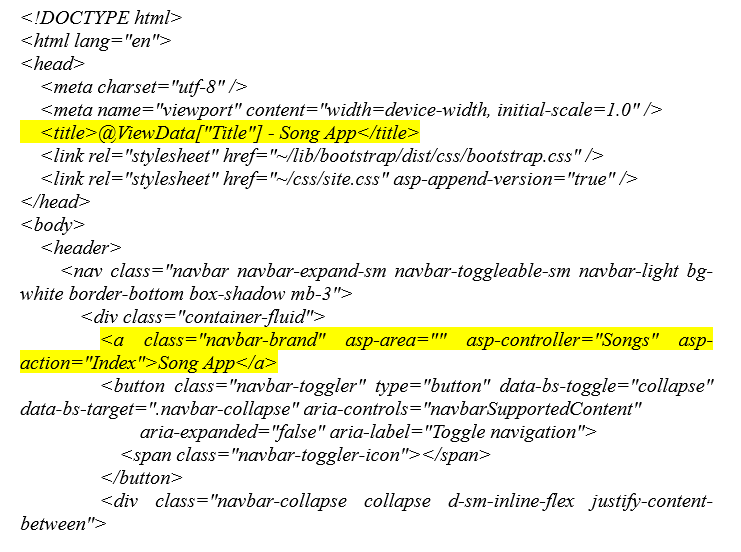 <!DOCTYPE html>
<html lang="en">
<head>
<meta charset="utf-8" />
<meta name="viewport" content="width=device-width, initial-scale=1.0" />
<title>@ViewData["Title"] - Song App</title>
<link rel="stylesheet" href="~/lib/bootstrap/dist/css/bootstrap.css" />
<link rel="stylesheet" href="~/css/site.css" asp-append-version="true" />
</head>
<body>
<header>
<nav class="navbar navbar-expand-sm navbar-toggleable-sm navbar-light bg-
white border-bottom box-shadow mb-3">
<div class="container-fluid">
<a class="navbar-brand" asp-area="" asp-controller="Songs" asp-
action="Index">Song App</a>
<button class="navbar-toggler" type="button" data-bs-toggle="collapse"
data-bs-target=".navbar-collapse" aria-controls="navbarSupportedContent"
aria-expanded="false" aria-label="Toggle navigation">
<span class="navbar-toggler-icon"></span>
</button>
<div class="navbar-collapse collapse d-sm-inline-flex justify-content-
between">